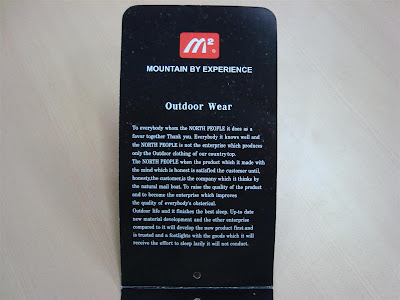 m²
MOUNTAIN BY EXPERIENCE
Outdoor Wear
To everybody whom the NORTH PEOPLE it does as a
favor together Thank you. Everybody it knows well and
the NORTH PEOPLE is not the enterprise which produces
only the Outdoor clothing of our countrytop.
The NORTH PEOPLE when the product which it made with
the mind which is honest is satisfied the customer until,
honesty,the customer,is the company which it thinks by
the natural mail boat. To raise the quality of the product
and to become the enterprise which improves
the quality of everybody's obsterical.
Outdoor life and it finishes the best sleep. Up-to date
new material development and the other enterprise
compared to it will develop the new product first and
is trusted and a footlights with the goods which it will
receive the effort to sleep lazily it will not conduct.